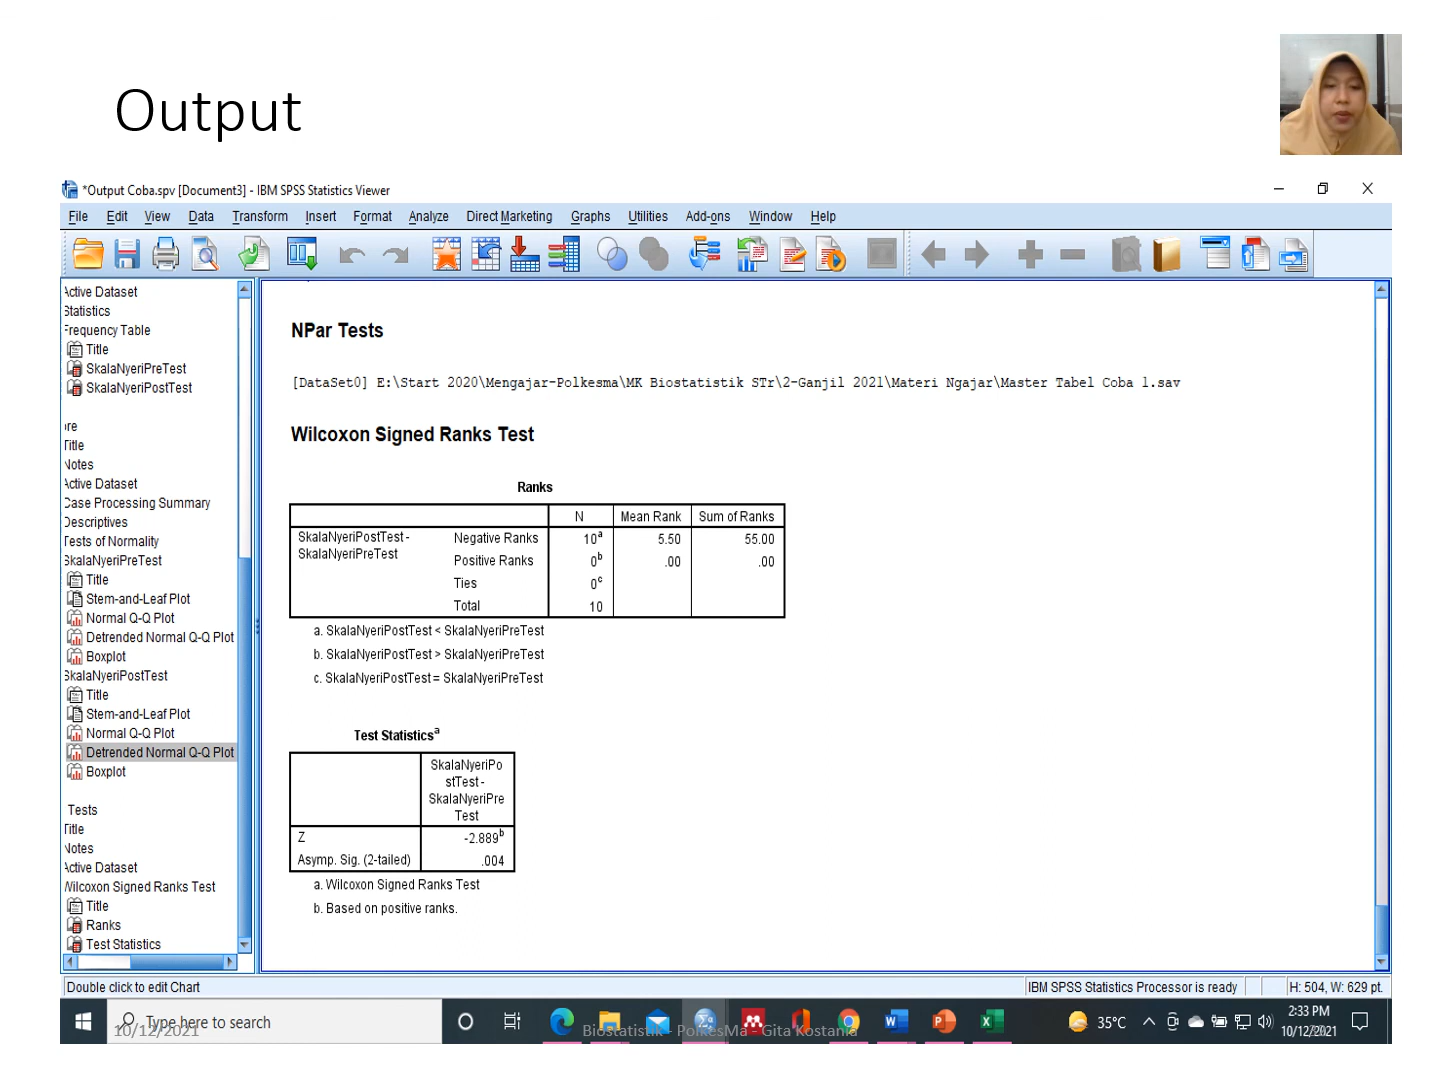 Output
*Output Coba.spv [Document3] - IBM SPSS Statistics Viewer
File Edit View Data Transform Insert Format Analyze Direct Marketing Graphs Utilities Add-ons Window Help
Active Dataset
Statistics
Frequency Table
Title
SkalaNyeriPreTest
SkalaNyeriPostTest
ore
Title
Notes
Active Dataset
Case Processing Summary
Descriptives
Tests of Normality
SkalaNyeriPreTest
Title
Stem-and-Leaf Plot
Normal Q-Q Plot
Detrended Normal Q-Q Plot
Boxplot
SkalaNyeriPostTest
Title
Stem-and-Leaf Plot
Normal Q-Q Plot
Detrended Normal Q-Q Plot
Boxplot
Tests
Title
Notes
Active Dataset
Wilcoxon Signed Ranks Test
Title
Ranks
Test Statistics
NPar Tests
[DataSet0] E:\Start 2020\Mengajar-Polkesma\MK Biostatistik STr\2-Ganjil 2021\Materi Ngajar\Master Tabel Coba 1.sav
Wilcoxon Signed Ranks Test
Ranks
N Mean Rank Sum of Ranks
SkalaNyeriPostTest - SkalaNyeriPreTest Negative Ranks 10a 5.50 55.00
Positive Ranks 0b .00 .00
Ties 0c
Total 10
a. SkalaNyeriPostTest < SkalaNyeriPreTest
b. SkalaNyeriPostTest > SkalaNyeriPreTest
c. SkalaNyeriPostTest = SkalaNyeriPreTest
Test Statisticsa
SkalaNyeriPo
stTest -
SkalaNyeriPre
Test
Z -2.889b
Asymp. Sig. (2-tailed) .004
a. Wilcoxon Signed Ranks Test
b. Based on positive ranks.
Double click to edit Chart IBM SPSS Statistics Processor is ready H: 504, W: 629 pt.
Type here to search
35°C
2:33 PM
10/12/2021
10/12/2021
Biostatistik - PolkesMa - Gita Kostania